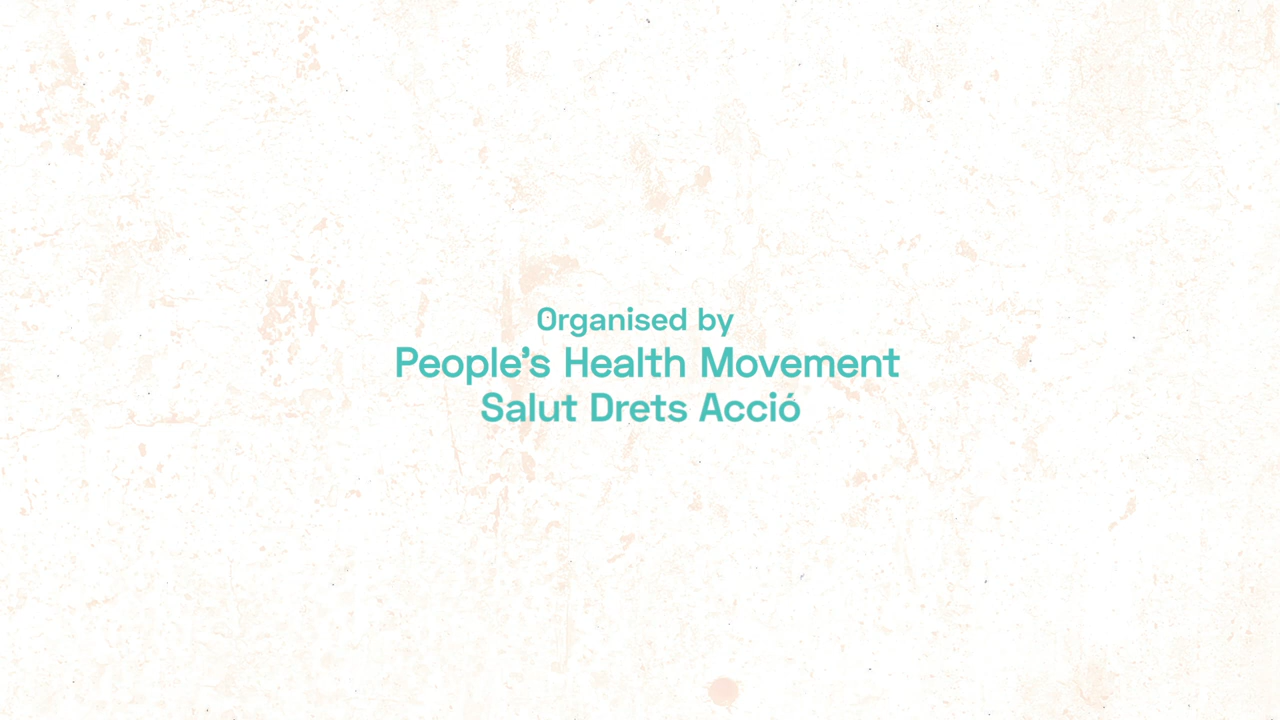 Organised by
People’s Health Movement
Salut Drets Acció